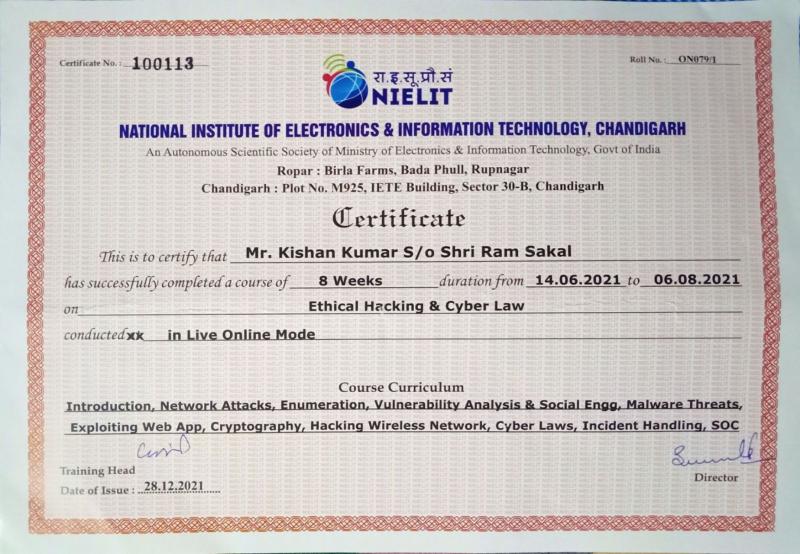 Certificate No. : 100113
Roll No. : ON079/1
रा.इ.सू.प्रौ.सं
NIELIT
NATIONAL INSTITUTE OF ELECTRONICS & INFORMATION TECHNOLOGY, CHANDIGARH
An Autonomous Scientific Society of Ministry of Electronics & Information Technology, Govt of India
Ropar : Birla Farms, Bada Phull, Rupnagar
Chandigarh : Plot No. M925, IETE Building, Sector 30-B, Chandigarh
Certificate
This is to certify that Mr. Kishan Kumar S/o Shri Ram Sakal
has successfully completed a course of 8 Weeks duration from 14.06.2021 to 06.08.2021
on Ethical Hacking & Cyber Law
conducted xx in Live Online Mode
Course Curriculum
Introduction, Network Attacks, Enumeration, Vulnerability Analysis & Social Engg, Malware Threats,
Exploiting Web App, Cryptography, Hacking Wireless Network, Cyber Laws, Incident Handling, SOC
Training Head
Director
Date of Issue : 28.12.2021